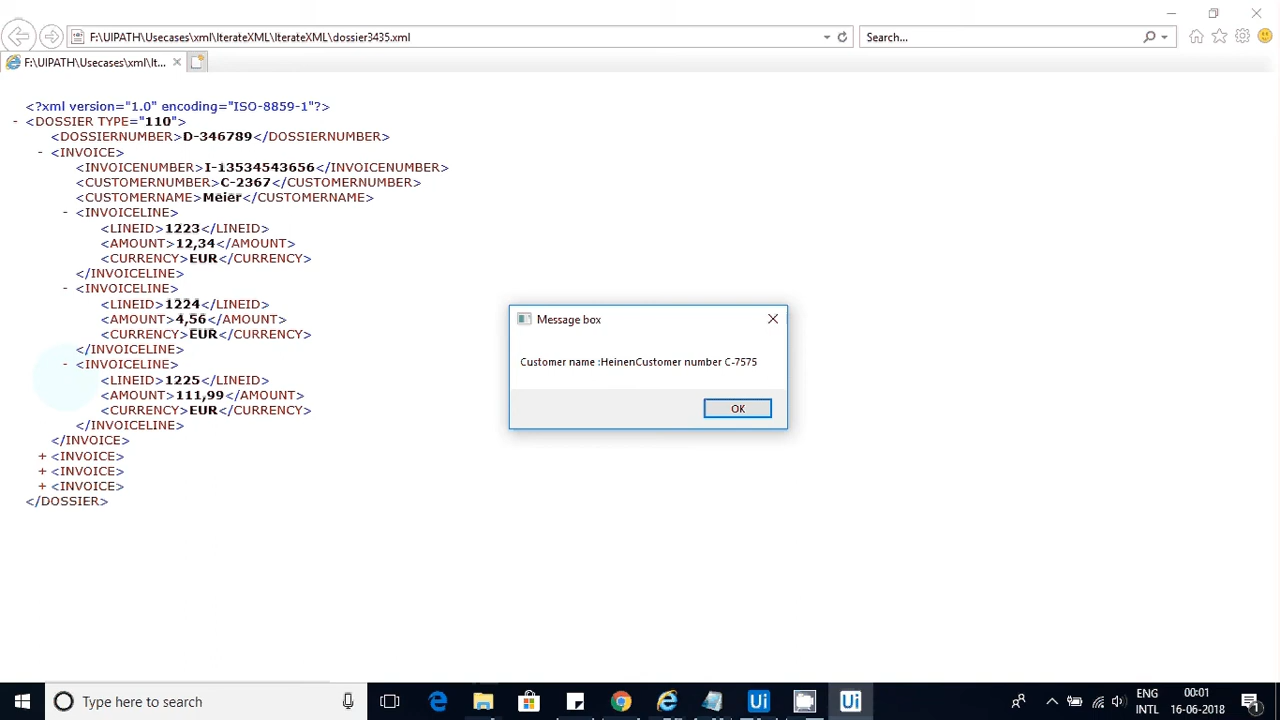 F:\UIPATH\Usecases\xml\IterateXML\IterateXML\dossier3435.xml
Search...
F:\UIPATH\Usecases\xml\It...
<?xml version="1.0" encoding="ISO-8859-1"?>
- <DOSSIER TYPE="110">
<DOSSIERNUMBER>D-346789</DOSSIERNUMBER>
- <INVOICE>
<INVOICENUMBER>I-13534543656</INVOICENUMBER>
<CUSTOMERNUMBER>C-2367</CUSTOMERNUMBER>
<CUSTOMERNAME>Meier</CUSTOMERNAME>
- <INVOICELINE>
<LINEID>1223</LINEID>
<AMOUNT>12,34</AMOUNT>
<CURRENCY>EUR</CURRENCY>
</INVOICELINE>
- <INVOICELINE>
<LINEID>1224</LINEID>
<AMOUNT>4,56</AMOUNT>
<CURRENCY>EUR</CURRENCY>
</INVOICELINE>
- <INVOICELINE>
<LINEID>1225</LINEID>
<AMOUNT>111,99</AMOUNT>
<CURRENCY>EUR</CURRENCY>
</INVOICELINE>
</INVOICE>
+ <INVOICE>
+ <INVOICE>
+ <INVOICE>
</DOSSIER>
Message box
Customer name :HeinenCustomer number C-7575
OK
Type here to search
Ui
Ui
ENG
INTL
00:01
16-06-2018
1